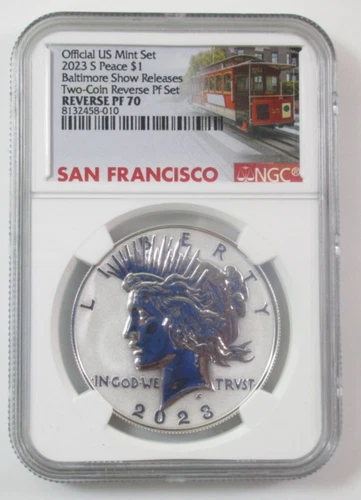 Official US Mint Set
2023 S Peace $1
Baltimore Show Releases
Two-Coin Reverse Pf Set
REVERSE PF 70
8132458-010
SAN FRANCISCO
NGC®
LIBERTY
IN GOD WE TRVST
2023